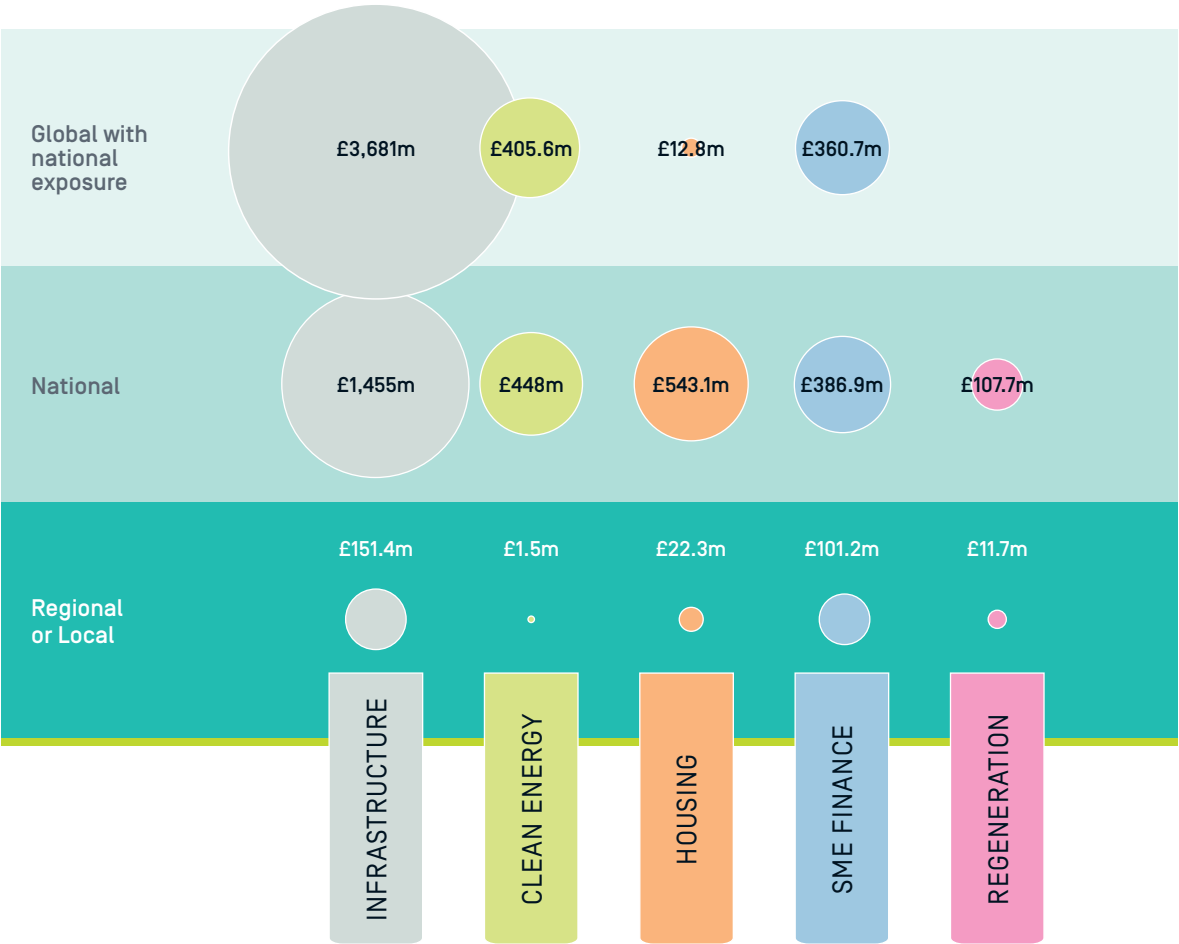 Global with
national
exposure
£3,681m
£405.6m
£12.8m
£360.7m
National
£1,455m
£448m
£543.1m
£386.9m
£107.7m
Regional
or Local
£151.4m
£1.5m
£22.3m
£101.2m
£11.7m
INFRASTRUCTURE
CLEAN ENERGY
HOUSING
SME FINANCE
REGENERATION